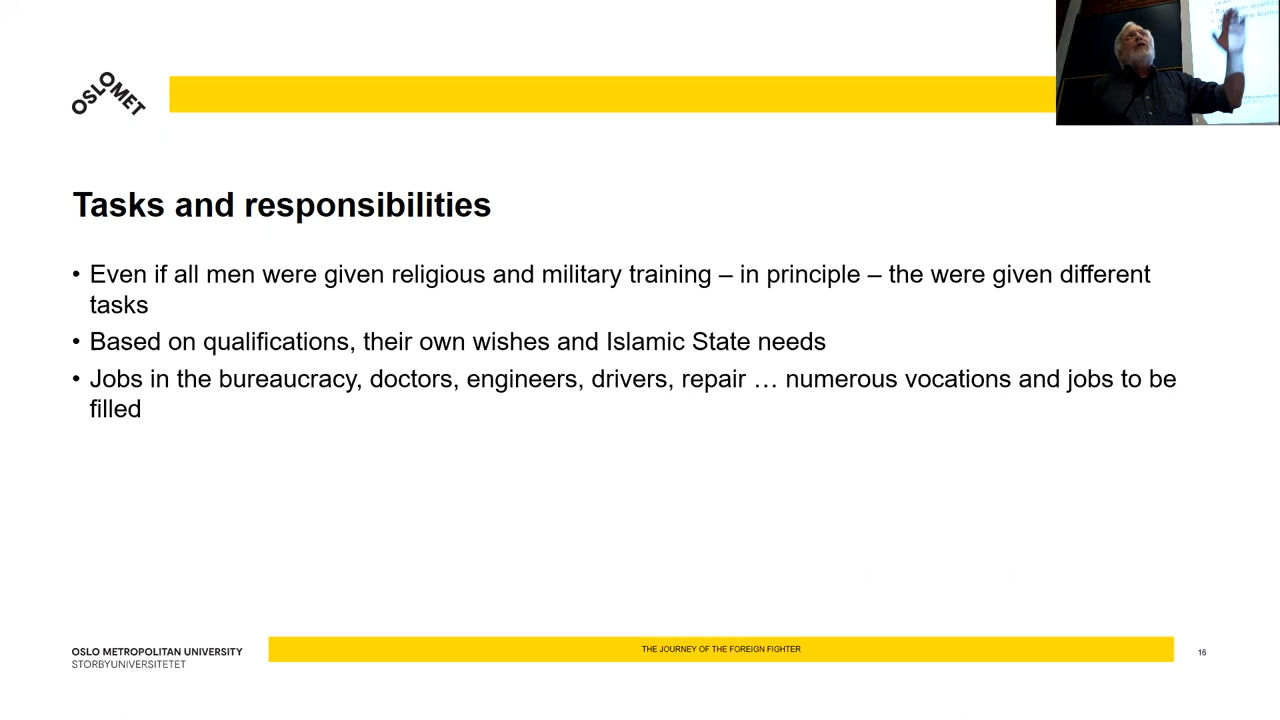 OSLOMET
Tasks and responsibilities
• Even if all men were given religious and military training – in principle – the were given different
tasks
• Based on qualifications, their own wishes and Islamic State needs
• Jobs in the bureaucracy, doctors, engineers, drivers, repair … numerous vocations and jobs to be
filled
OSLO METROPOLITAN UNIVERSITY
STORBYUNIVERSITETET
THE JOURNEY OF THE FOREIGN FIGHTER
16